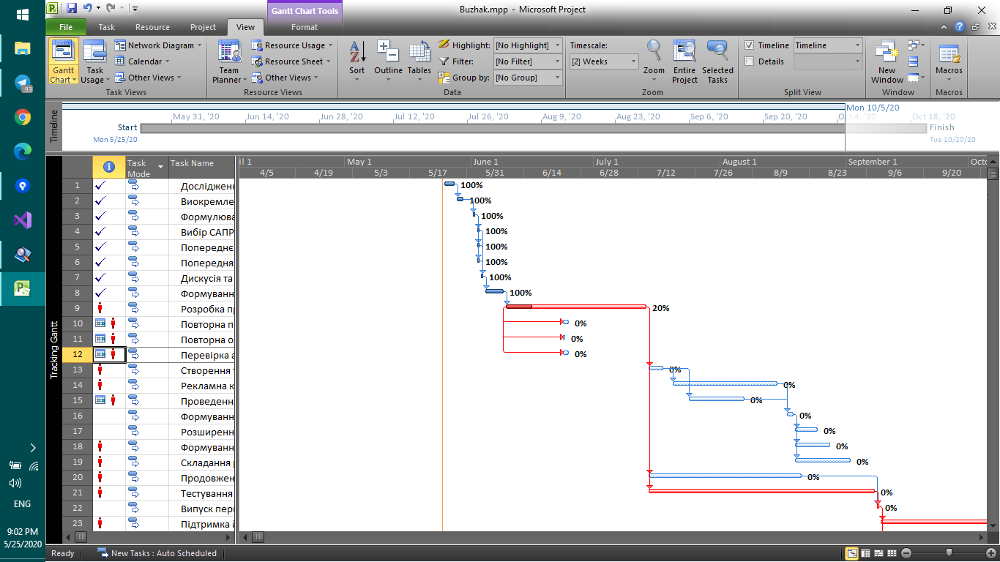 Buzhak.mpp - Microsoft Project
Gantt Chart Tools
File Task Resource Project View Format
Gantt Chart
Task Usage
Network Diagram
Calendar
Other Views
Task Views
Team Planner
Resource Usage
Resource Sheet
Other Views
Resource Views
Sort
Outline
Tables
Highlight: [No Highlight]
Filter: [No Filter]
Group by: [No Group]
Data
Timescale:
[2] Weeks
Zoom
Entire Project
Selected Tasks
Zoom
Timeline Timeline
Details
Split View
New Window
Window
Macros
Macros
Timeline
Mon 10/5/20
May 31, '20 Jun 14, '20 Jun 28, '20 Jul 12, '20 Jul 26, '20 Aug 9, '20 Aug 23, '20 Sep 6, '20 Sep 20, '20 Oct 4, '20 Oct 18, '20
Start
Mon 5/25/20
Finish
Tue 10/20/20
Tracking Gantt
Task Mode
Task Name
il 1 May 1 June 1 July 1 August 1 September 1 Octo
4/5 4/19 5/3 5/17 5/31 6/14 6/28 7/12 7/26 8/9 8/23 9/6 9/20
1 Дослідженн 100%
2 Виокремле 100%
3 Формулюва 100%
4 Вибір САПР 100%
5 Попереднє 100%
6 Попередня 100%
7 Дискусія та 100%
8 Формуванн 100%
9 Розробка пр 20%
10 Повторна п 0%
11 Повторна о 0%
12 Перевірка а 0%
13 Створення т 0%
14 Рекламна к 0%
15 Проведенн 0%
16 Формуванн 0%
17 Розширенн 0%
18 Формуванн 0%
19 Складання р 0%
20 Продовжен 0%
21 Тестування 0%
22 Випуск перш 0%
23 Підтримка й
93
ENG
9:02 PM
5/25/2020
Ready
New Tasks : Auto Scheduled